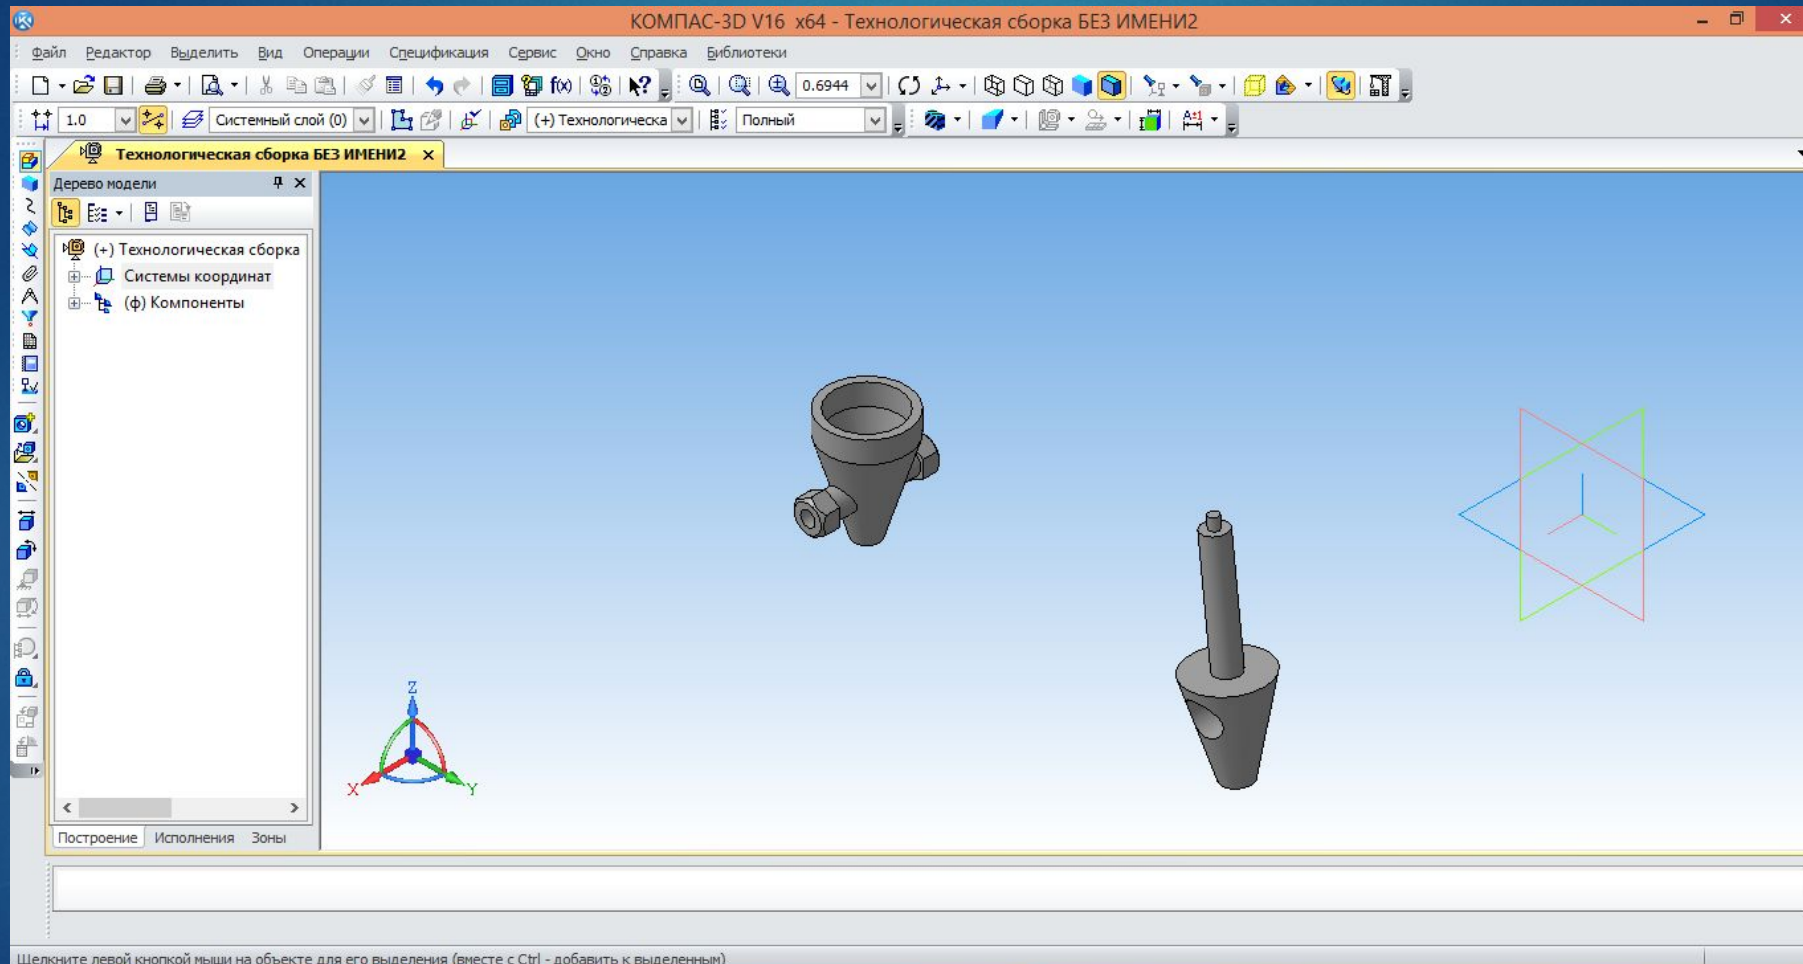 КОМПАС-3D V16 x64 - Технологическая сборка БЕЗ ИМЕНИ2
Файл Редактор Выделить Вид Операции Спецификация Сервис Окно Справка Библиотеки
f(x) 0.6944
1.0 Системный слой (0) (+) Технологическа Полный
Технологическая сборка БЕЗ ИМЕНИ2
Дерево модели
(+) Технологическая сборка
Системы координат
(ф) Компоненты
Z
X Y
Построение Исполнения Зоны
Щелкните левой кнопкой мыши на объекте для его выделения (вместе с Ctrl - добавить к выделенным)